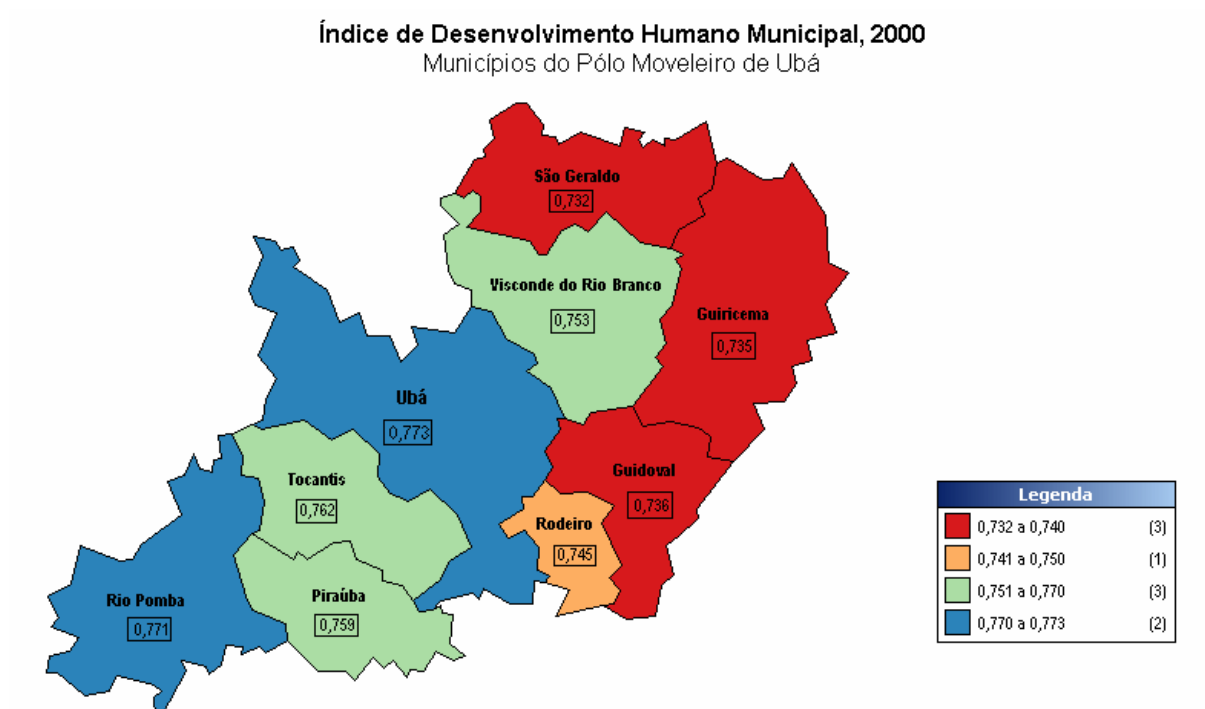 Índice de Desenvolvimento Humano Municipal, 2000
Municípios do Pólo Moveleiro de Ubá
São Geraldo
0,732
Visconde do Rio Branco
0,753
Guiricema
0,735
Ubá
0,773
Tocantis
0,762
Guidoval
0,736
Rodeiro
0,745
Rio Pomba
0,771
Piraúba
0,759
Legenda
0,732 a 0,740 (3)
0,741 a 0,750 (1)
0,751 a 0,770 (3)
0,770 a 0,773 (2)